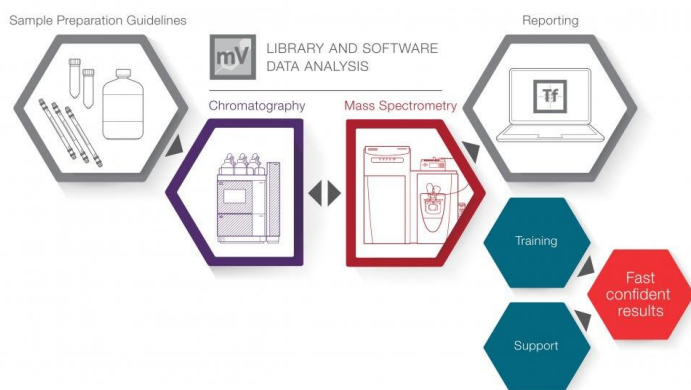 Sample Preparation Guidelines
Reporting
mV
LIBRARY AND SOFTWARE
DATA ANALYSIS
Chromatography
Mass Spectrometry
Tf
Training
Fast
confident
results
Support